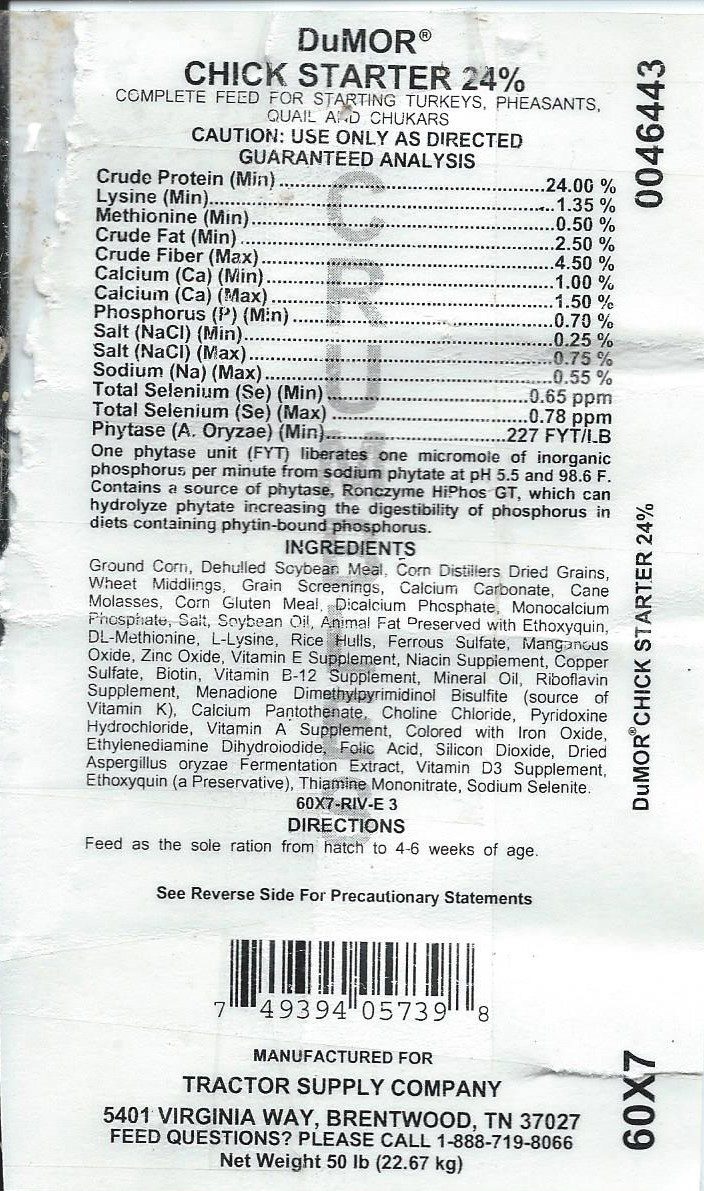 DuMOR®
CHICK STARTER 24%
COMPLETE FEED FOR STARTING TURKEYS, PHEASANTS,
QUAIL AND CHUKARS
CAUTION: USE ONLY AS DIRECTED
GUARANTEED ANALYSIS
Crude Protein (Min)..........24.00 %
Lysine (Min)..........1.35 %
Methionine (Min)..........0.50 %
Crude Fat (Min)..........2.50 %
Crude Fiber (Max)..........4.50 %
Calcium (Ca) (Min)..........1.00 %
Calcium (Ca) (Max)..........1.50 %
Phosphorus (P) (Min)..........0.70 %
Salt (NaCl) (Min)..........0.25 %
Salt (NaCl) (Max)..........0.75 %
Sodium (Na) (Max)..........0.55 %
Total Selenium (Se) (Min)..........0.65 ppm
Total Selenium (Se) (Max)..........0.78 ppm
Phytase (A. Oryzae) (Min)..........227 FYT/LB
One phytase unit (FYT) liberates one micromole of inorganic
phosphorus per minute from sodium phytate at pH 5.5 and 98.6 F.
Contains a source of phytase, Ronozyme HiPhos GT, which can
hydrolyze phytate increasing the digestibility of phosphorus in
diets containing phytin-bound phosphorus.
INGREDIENTS
Ground Corn, Dehulled Soybean Meal, Corn Distillers Dried Grains,
Wheat Middlings, Grain Screenings, Calcium Carbonate, Cane
Molasses, Corn Gluten Meal, Dicalcium Phosphate, Monocalcium
Phosphate, Salt, Soybean Oil, Animal Fat Preserved with Ethoxyquin,
DL-Methionine, L-Lysine, Rice Hulls, Ferrous Sulfate, Manganous
Oxide, Zinc Oxide, Vitamin E Supplement, Niacin Supplement, Copper
Sulfate, Biotin, Vitamin B-12 Supplement, Mineral Oil, Riboflavin
Supplement, Menadione Dimethylpyrimidinol Bisulfite (source of
Vitamin K), Calcium Pantothenate, Choline Chloride, Pyridoxine
Hydrochloride, Vitamin A Supplement, Colored with Iron Oxide,
Ethylenediamine Dihydroiodide, Folic Acid, Silicon Dioxide, Dried
Aspergillus oryzae Fermentation Extract, Vitamin D3 Supplement,
Ethoxyquin (a Preservative), Thiamine Mononitrate, Sodium Selenite.
60X7-RIV-E 3
DIRECTIONS
Feed as the sole ration from hatch to 4-6 weeks of age.
See Reverse Side For Precautionary Statements
7 49394 05739 8
MANUFACTURED FOR
TRACTOR SUPPLY COMPANY
5401 VIRGINIA WAY, BRENTWOOD, TN 37027
FEED QUESTIONS? PLEASE CALL 1-888-719-8066
Net Weight 50 lb (22.67 kg)
CRUMBLES
0046443
DuMOR® CHICK STARTER 24%
60X7